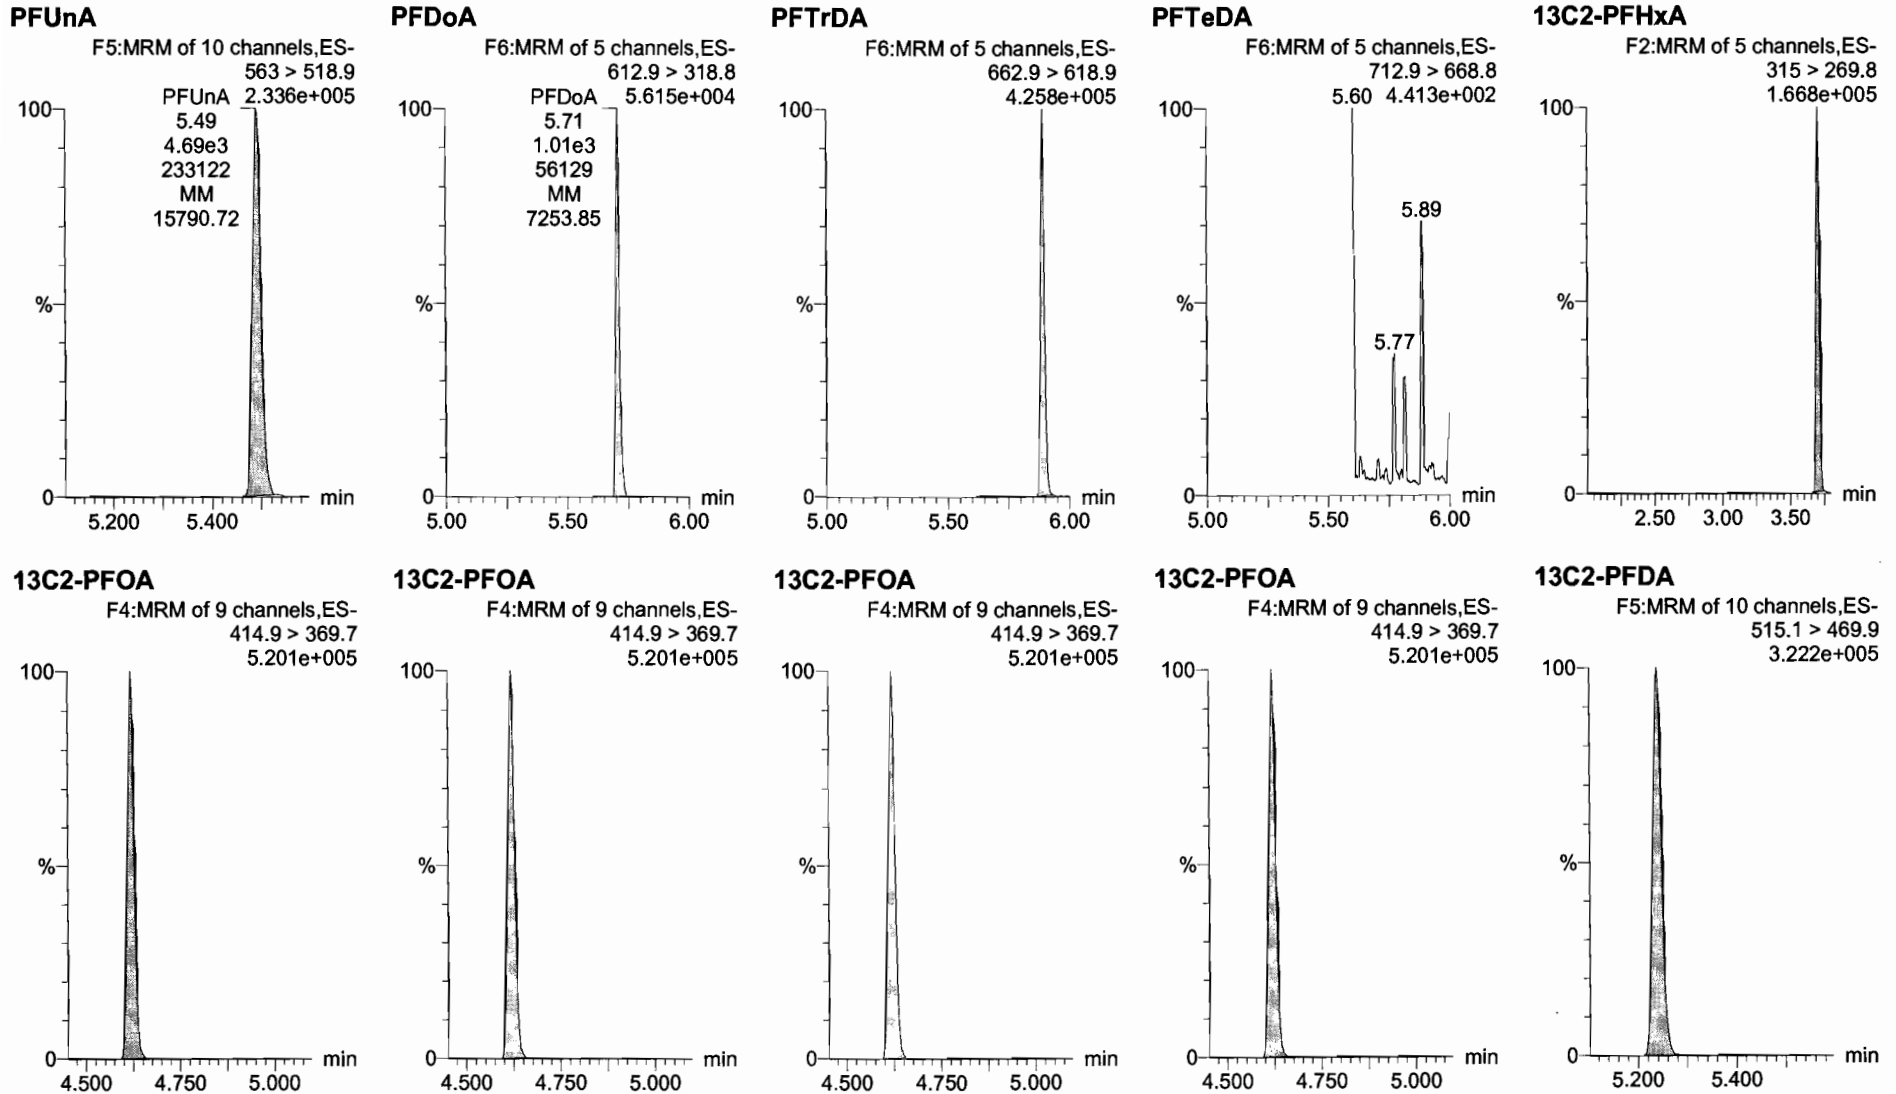 PFUnA
F5:MRM of 10 channels,ES-
563 > 518.9
PFUnA 2.336e+005
100
5.49
4.69e3
233122
MM
15790.72
%
0
min
5.200 5.400
PFDoA
F6:MRM of 5 channels,ES-
612.9 > 318.8
PFDoA 5.615e+004
100
5.71
1.01e3
56129
MM
7253.85
%
0
min
5.00 5.50 6.00
PFTrDA
F6:MRM of 5 channels,ES-
662.9 > 618.9
4.258e+005
100
%
0
min
5.00 5.50 6.00
PFTeDA
F6:MRM of 5 channels,ES-
712.9 > 668.8
5.60 4.413e+002
100
5.89
5.77
%
0
min
5.00 5.50 6.00
13C2-PFHxA
F2:MRM of 5 channels,ES-
315 > 269.8
1.668e+005
100
%
0
min
2.50 3.00 3.50
13C2-PFOA
F4:MRM of 9 channels,ES-
414.9 > 369.7
5.201e+005
100
%
0
min
4.500 4.750 5.000
13C2-PFOA
F4:MRM of 9 channels,ES-
414.9 > 369.7
5.201e+005
100
%
0
min
4.500 4.750 5.000
13C2-PFOA
F4:MRM of 9 channels,ES-
414.9 > 369.7
5.201e+005
100
%
0
min
4.500 4.750 5.000
13C2-PFOA
F4:MRM of 9 channels,ES-
414.9 > 369.7
5.201e+005
100
%
0
min
4.500 4.750 5.000
13C2-PFDA
F5:MRM of 10 channels,ES-
515.1 > 469.9
3.222e+005
100
%
0
min
5.200 5.400